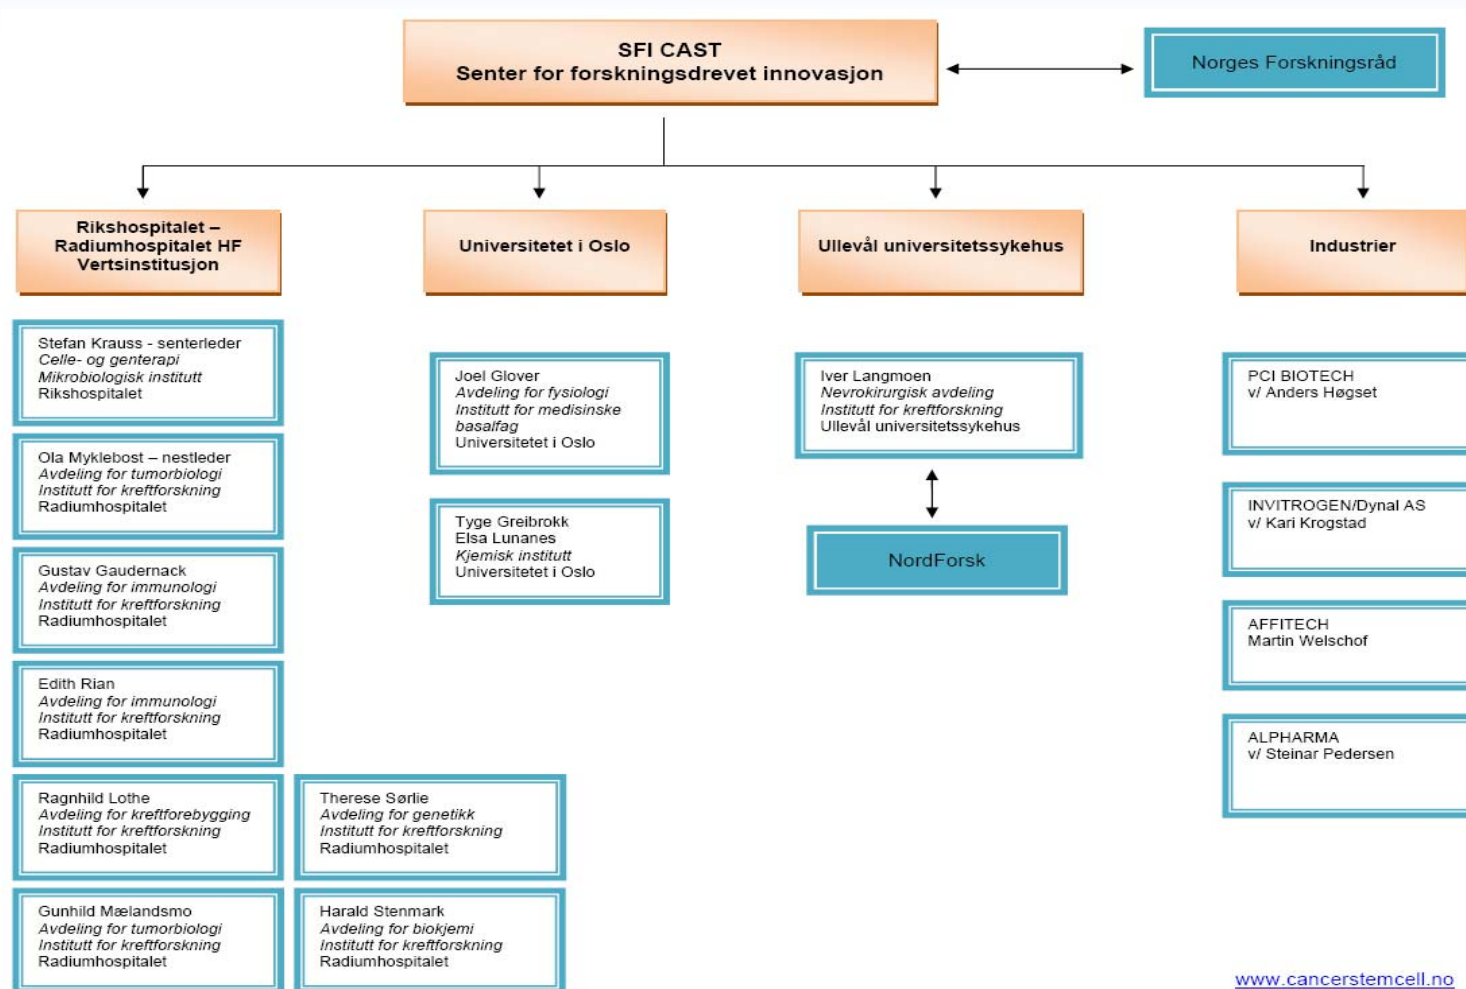 SFI CAST
Senter for forskningsdrevet innovasjon
Norges Forskningsråd
Rikshospitalet –
Radiumhospitalet HF
Vertsinstitusjon
Universitetet i Oslo
Ullevål universitetssykehus
Industrier
Stefan Krauss - senterleder
Celle- og genterapi
Mikrobiologisk institutt
Rikshospitalet
Ola Myklebost – nestleder
Avdeling for tumorbiologi
Institutt for kreftforskning
Radiumhospitalet
Gustav Gaudernack
Avdeling for immunologi
Institutt for kreftforskning
Radiumhospitalet
Edith Rian
Avdeling for immunologi
Institutt for kreftforskning
Radiumhospitalet
Ragnhild Lothe
Avdeling for kreftforebygging
Institutt for kreftforskning
Radiumhospitalet
Gunhild Mælandsmo
Avdeling for tumorbiologi
Institutt for kreftforskning
Radiumhospitalet
Therese Sørlie
Avdeling for genetikk
Institutt for kreftforskning
Radiumhospitalet
Harald Stenmark
Avdeling for biokjemi
Institutt for kreftforskning
Radiumhospitalet
Joel Glover
Avdeling for fysiologi
Institutt for medisinske
basalfag
Universitetet i Oslo
Tyge Greibrokk
Elsa Lunanes
Kjemisk institutt
Universitetet i Oslo
Iver Langmoen
Nevrokirurgisk avdeling
Institutt for kreftforskning
Ullevål universitetssykehus
NordForsk
PCI BIOTECH
v/ Anders Høgset
INVITROGEN/Dynal AS
v/ Kari Krogstad
AFFITECH
Martin Welschof
ALPHARMA
v/ Steinar Pedersen
www.cancerstemcell.no